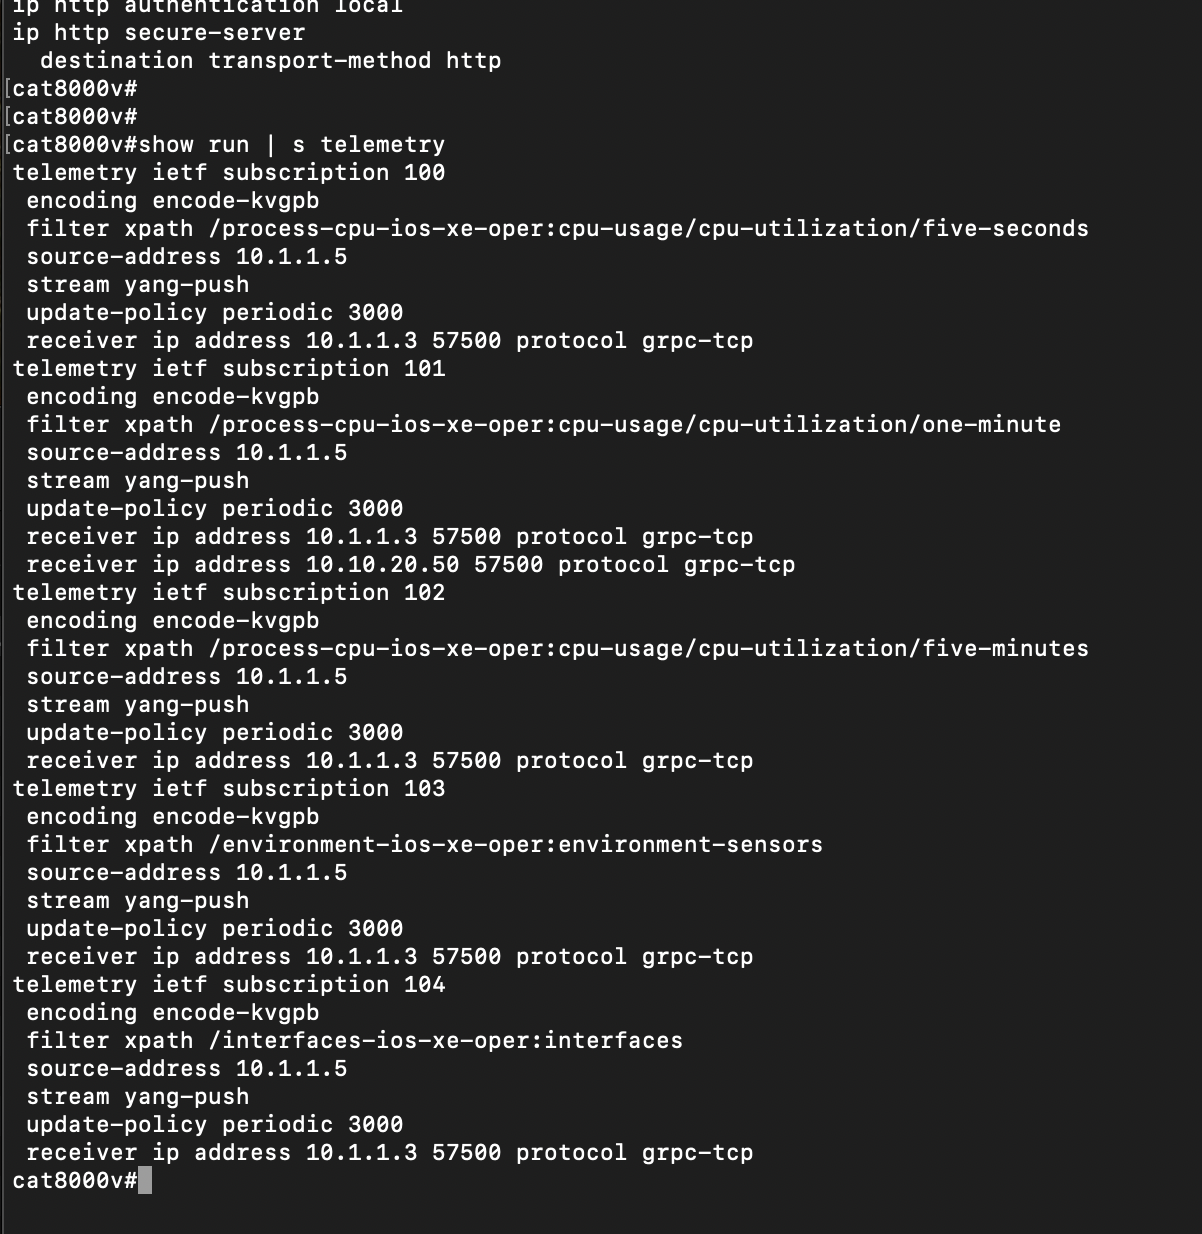 ip http authentication local
ip http secure-server
  destination transport-method http
[cat8000v#
[cat8000v#
[cat8000v#show run | s telemetry
telemetry ietf subscription 100
 encoding encode-kvgpb
 filter xpath /process-cpu-ios-xe-oper:cpu-usage/cpu-utilization/five-seconds
 source-address 10.1.1.5
 stream yang-push
 update-policy periodic 3000
 receiver ip address 10.1.1.3 57500 protocol grpc-tcp
telemetry ietf subscription 101
 encoding encode-kvgpb
 filter xpath /process-cpu-ios-xe-oper:cpu-usage/cpu-utilization/one-minute
 source-address 10.1.1.5
 stream yang-push
 update-policy periodic 3000
 receiver ip address 10.1.1.3 57500 protocol grpc-tcp
 receiver ip address 10.10.20.50 57500 protocol grpc-tcp
telemetry ietf subscription 102
 encoding encode-kvgpb
 filter xpath /process-cpu-ios-xe-oper:cpu-usage/cpu-utilization/five-minutes
 source-address 10.1.1.5
 stream yang-push
 update-policy periodic 3000
 receiver ip address 10.1.1.3 57500 protocol grpc-tcp
telemetry ietf subscription 103
 encoding encode-kvgpb
 filter xpath /environment-ios-xe-oper:environment-sensors
 source-address 10.1.1.5
 stream yang-push
 update-policy periodic 3000
 receiver ip address 10.1.1.3 57500 protocol grpc-tcp
telemetry ietf subscription 104
 encoding encode-kvgpb
 filter xpath /interfaces-ios-xe-oper:interfaces
 source-address 10.1.1.5
 stream yang-push
 update-policy periodic 3000
 receiver ip address 10.1.1.3 57500 protocol grpc-tcp
cat8000v#